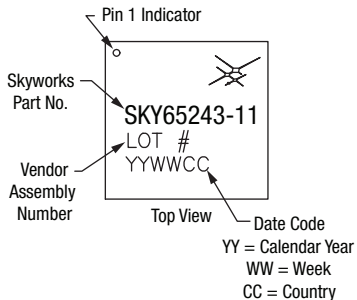 Pin 1 Indicator
Skyworks
Part No.
SKY65243-11
LOT #
YYWWCC
Vendor
Assembly
Number
Top View
Date Code
YY = Calendar Year
WW = Week
CC = Country